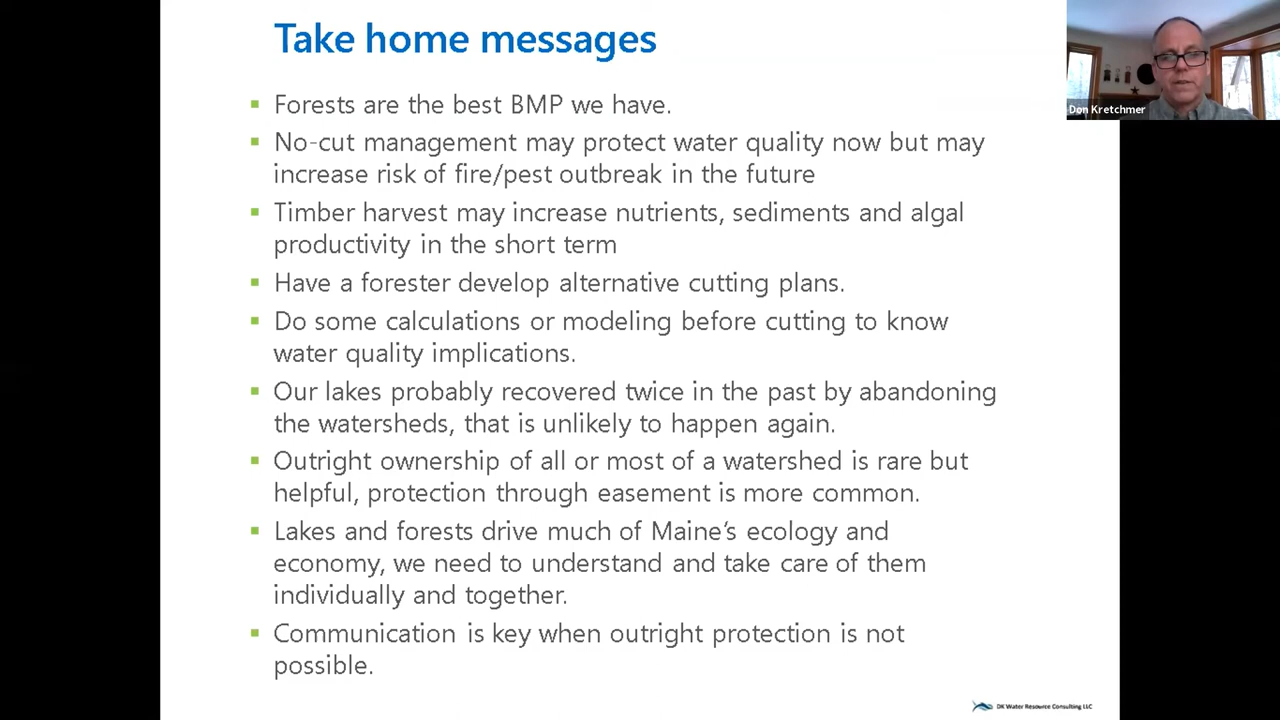 Take home messages
Forests are the best BMP we have.
No-cut management may protect water quality now but may
increase risk of fire/pest outbreak in the future
Timber harvest may increase nutrients, sediments and algal
productivity in the short term
Have a forester develop alternative cutting plans.
Do some calculations or modeling before cutting to know
water quality implications.
Our lakes probably recovered twice in the past by abandoning
the watersheds, that is unlikely to happen again.
Outright ownership of all or most of a watershed is rare but
helpful, protection through easement is more common.
Lakes and forests drive much of Maine's ecology and
economy, we need to understand and take care of them
individually and together.
Communication is key when outright protection is not
possible.
Don Kretchmer
DK Water Resource Consulting LLC